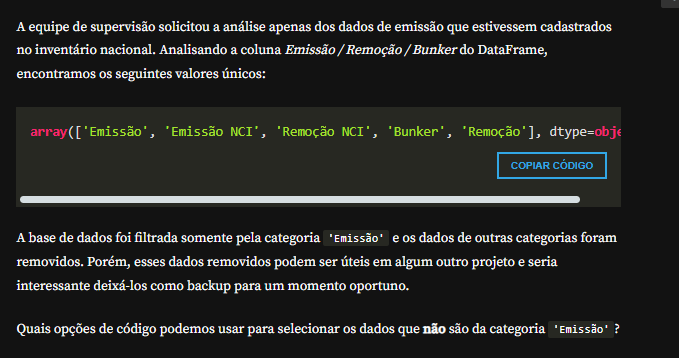 A equipe de supervisão solicitou a análise apenas dos dados de emissão que estivessem cadastrados
no inventário nacional. Analisando a coluna Emissão / Remoção / Bunker do DataFrame,
encontramos os seguintes valores únicos:
array(['Emissão', 'Emissão NCI', 'Remoção NCI', 'Bunker', 'Remoção'], dtype=obje
COPIAR CÓDIGO
A base de dados foi filtrada somente pela categoria 'Emissão' e os dados de outras categorias foram
removidos. Porém, esses dados removidos podem ser úteis em algum outro projeto e seria
interessante deixá-los como backup para um momento oportuno.
Quais opções de código podemos usar para selecionar os dados que não são da categoria 'Emissão'?